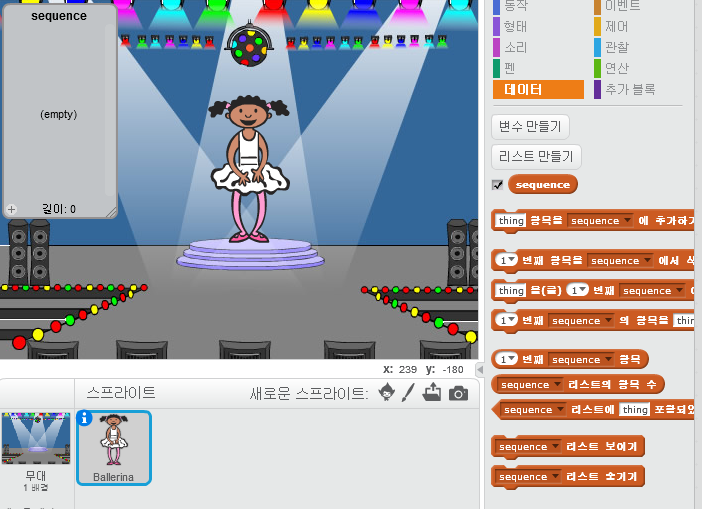 sequence
(empty)
길이: 0
x: 239 y: -180
스프라이트
새로운 스프라이트:
무대
1 배경
Ballerina
동작
이벤트
형태
제어
소리
관찰
펜
연산
데이터
추가 블록
변수 만들기
리스트 만들기
sequence
thing 항목을 sequence 에 추가하기
1 번째 항목을 sequence 에서
thing 을(를) 1 번째 sequence
1 번째 sequence 의 항목을 thin
1 번째 sequence 항목
sequence 리스트의 항목 수
sequence 리스트에 thing 포함되었
sequence 리스트 보이기
sequence 리스트 숨기기